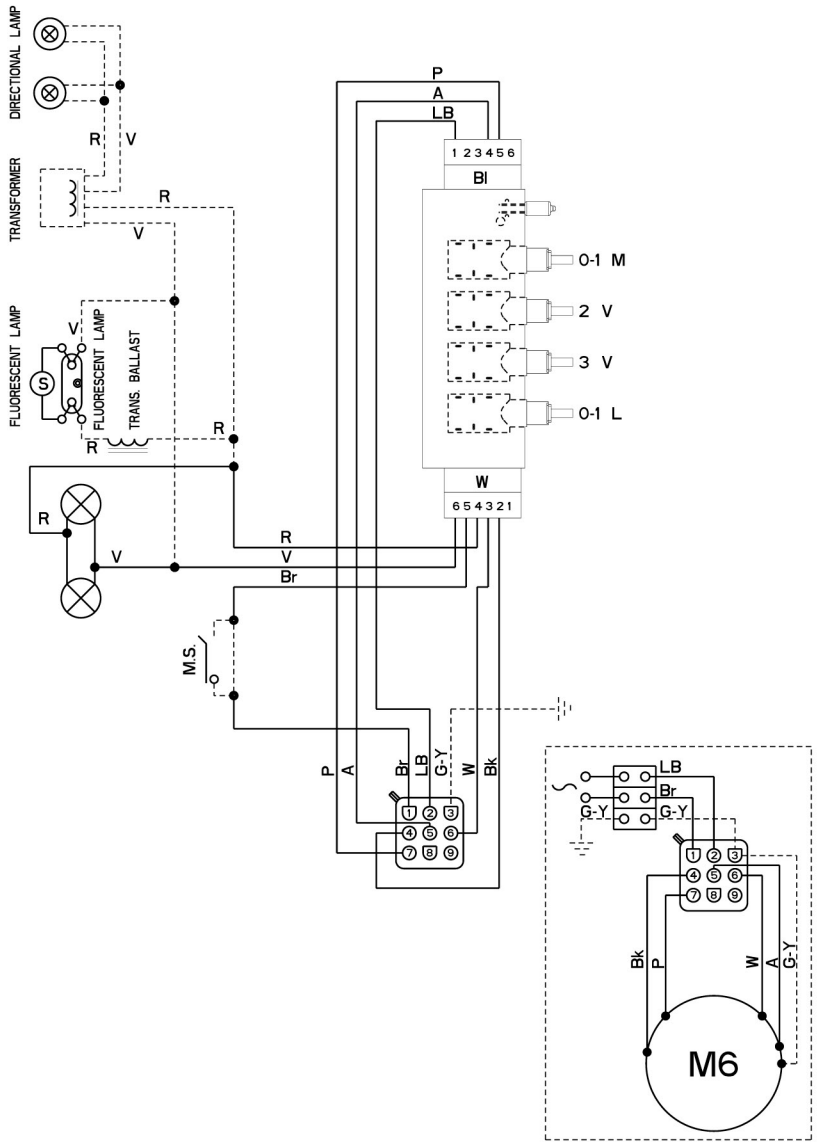 DIRECTIONAL LAMP
R
V
TRANSFORMER
R
V
FLUORESCENT LAMP
V
S
FLUORESCENT LAMP
TRANS. BALLAST
R
R
R
V
P
A
LB
1 2 3 4 5 6
Bl
0-1 M
2 V
3 V
0-1 L
W
6 5 4 3 2 1
R
V
Br
M.S.
P
A
Br
LB
G-Y
W
Bk
1 2 3
4 5 6
7 8 9
LB
Br
G-Y
G-Y
1 2 3
4 5 6
7 8 9
Bk
P
W
A
G-Y
M6